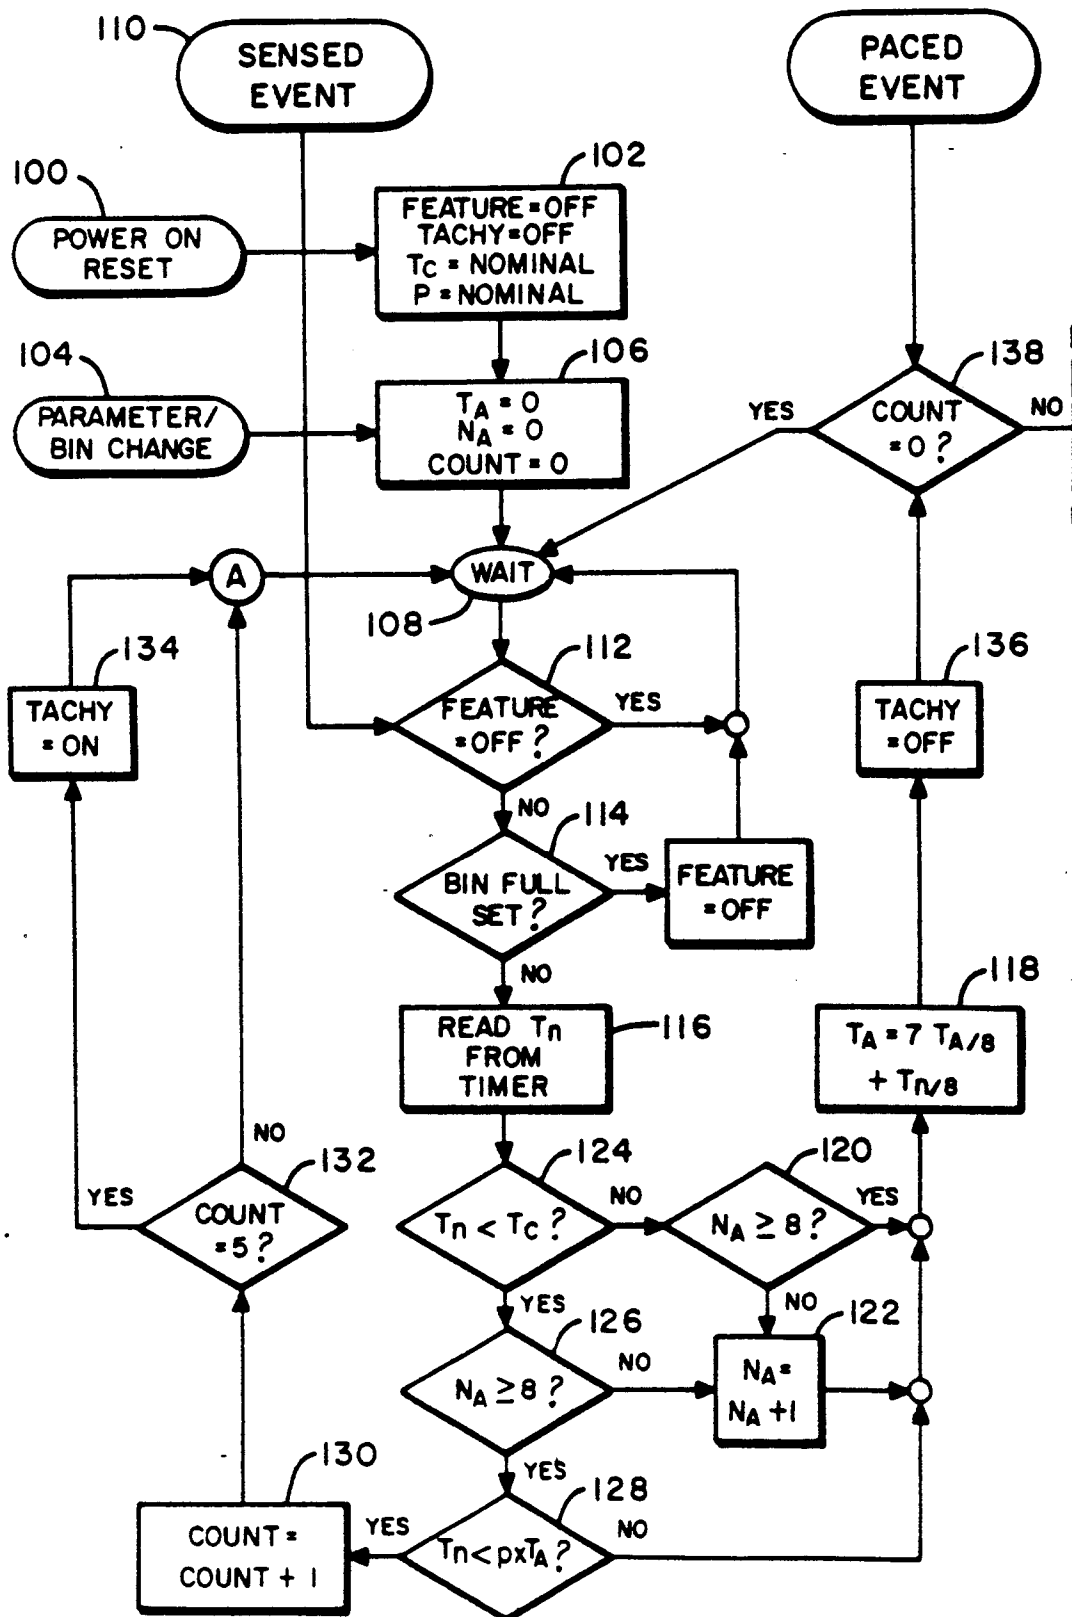 110
SENSED
EVENT
PACED
EVENT
100
POWER ON
RESET
102
FEATURE=OFF
TACHY=OFF
TC = NOMINAL
P = NOMINAL
104
PARAMETER/
BIN CHANGE
106
TA = 0
NA = 0
COUNT = 0
138
COUNT
=0?
YES
NO
A
WAIT
108
134
TACHY
= ON
112
FEATURE
=OFF?
YES
NO
136
TACHY
=OFF
114
BIN FULL
SET?
YES
NO
FEATURE
= OFF
READ Tn
FROM
TIMER
116
118
TA = 7 TA/8
+ Tn/8
NO
132
COUNT
=5?
YES
124
Tn < TC?
NO
YES
120
NA ≥ 8?
YES
NO
126
NA ≥ 8?
NO
YES
122
NA =
NA +1
130
COUNT =
COUNT + 1
YES
128
Tn < pxTA?
NO